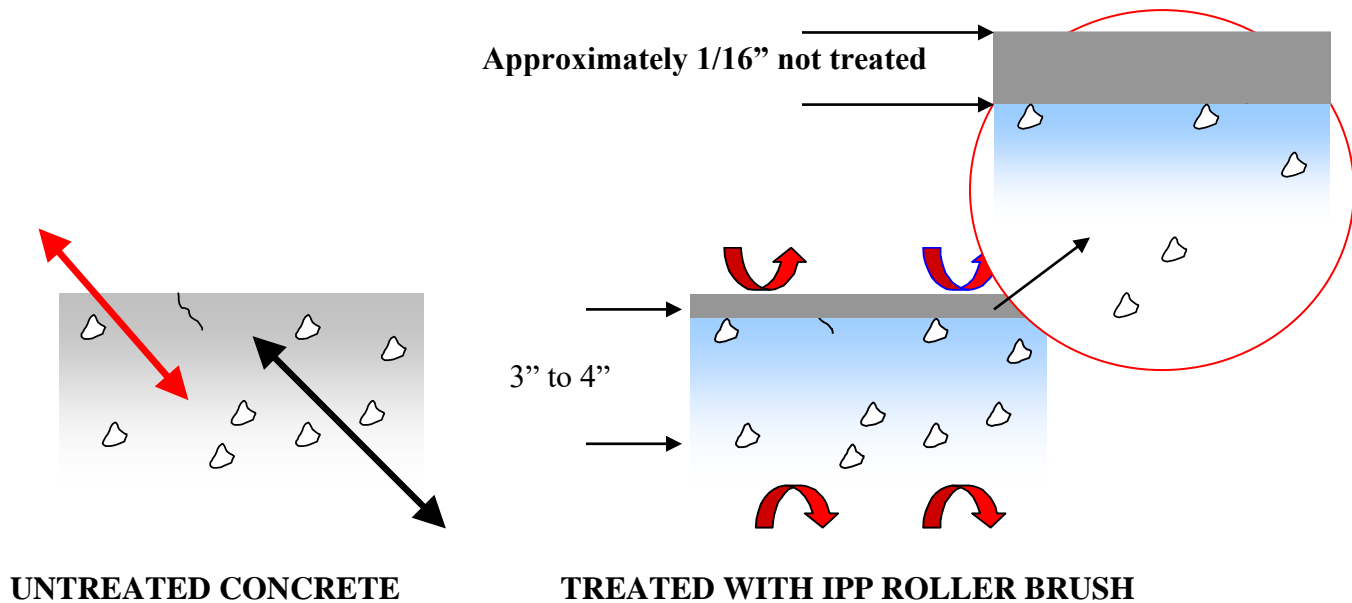 Approximately 1/16” not treated
3” to 4”
UNTREATED CONCRETE
TREATED WITH IPP ROLLER BRUSH